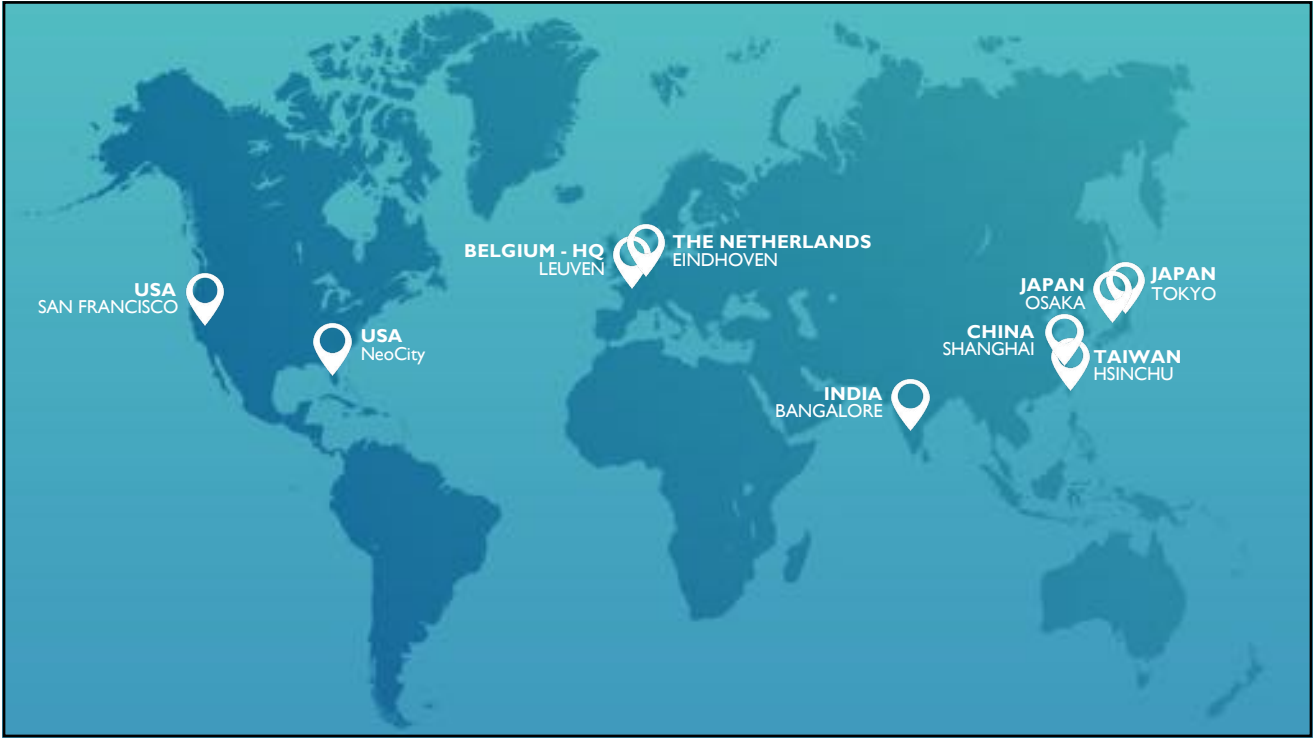 BELGIUM - HQ
LEUVEN
THE NETHERLANDS
EINDHOVEN
USA
SAN FRANCISCO
USA
NeoCity
JAPAN
OSAKA
JAPAN
TOKYO
CHINA
SHANGHAI
TAIWAN
HSINCHU
INDIA
BANGALORE